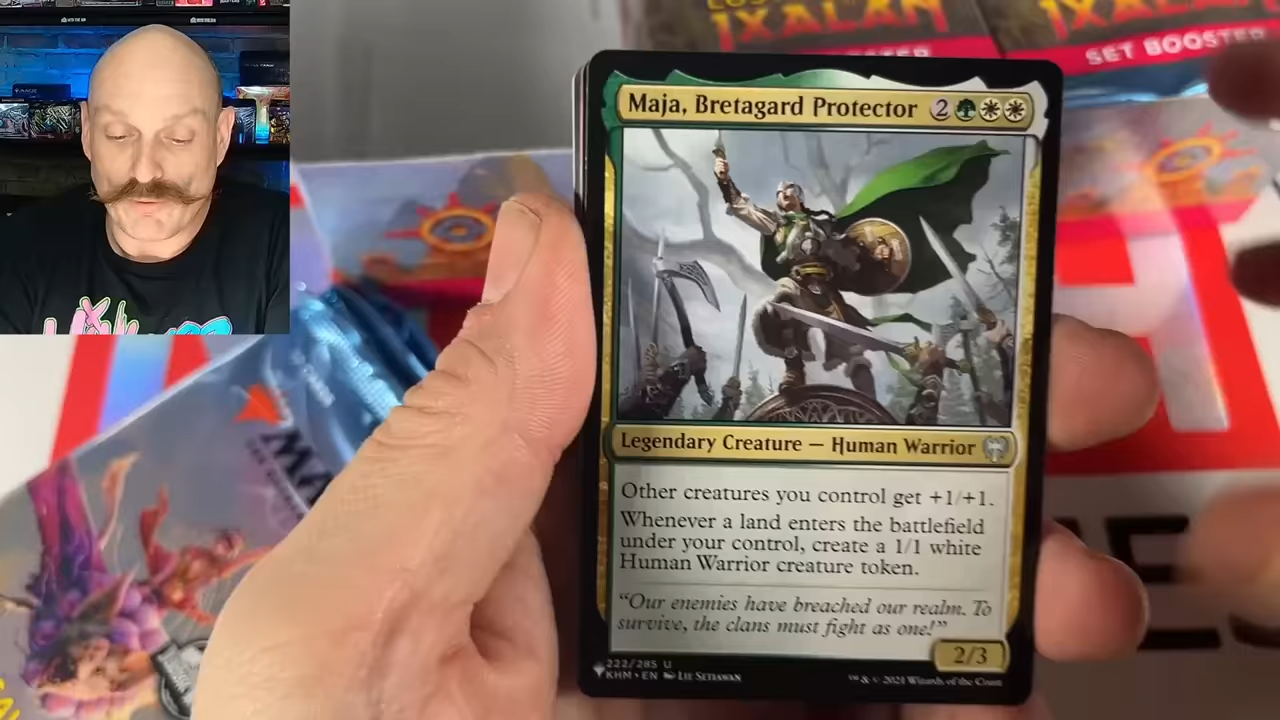 IXALAN
IXALAN
SET BOOSTER
Maja, Bretagard Protector 2
Legendary Creature — Human Warrior
Other creatures you control get +1/+1.
Whenever a land enters the battlefield
under your control, create a 1/1 white
Human Warrior creature token.
“Our enemies have breached our realm. To
survive, the clans must fight as one!”
2/3
222/285 U
KHM • EN Lie Setiawan
™ & © 2021 Wizards of the Coast